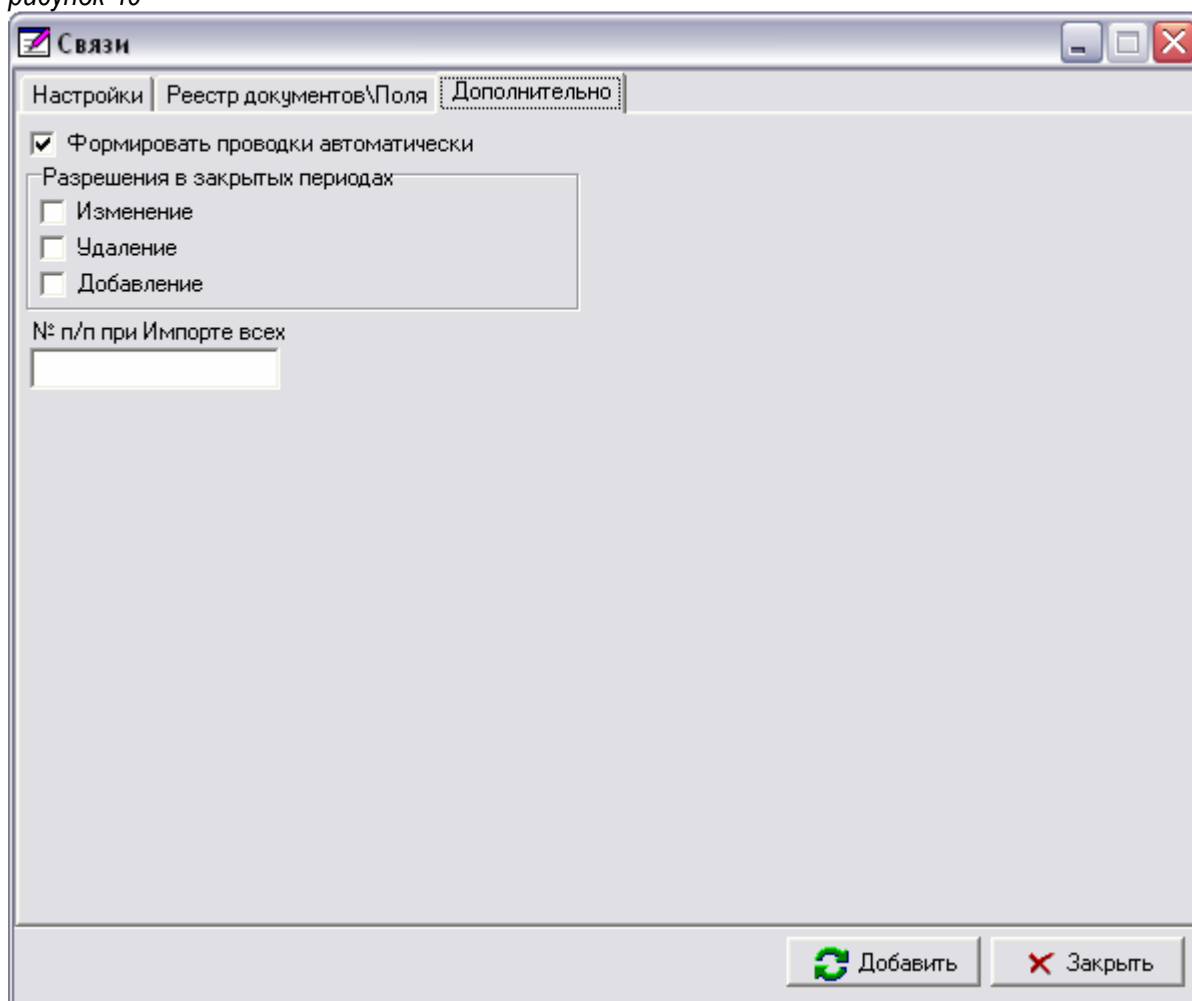 Связи
Настройки Реестр документов\Поля Дополнительно
Формировать проводки автоматически
Разрешения в закрытых периодах
Изменение
Удаление
Добавление
№ п/п при Импорте всех
Добавить Закрыть